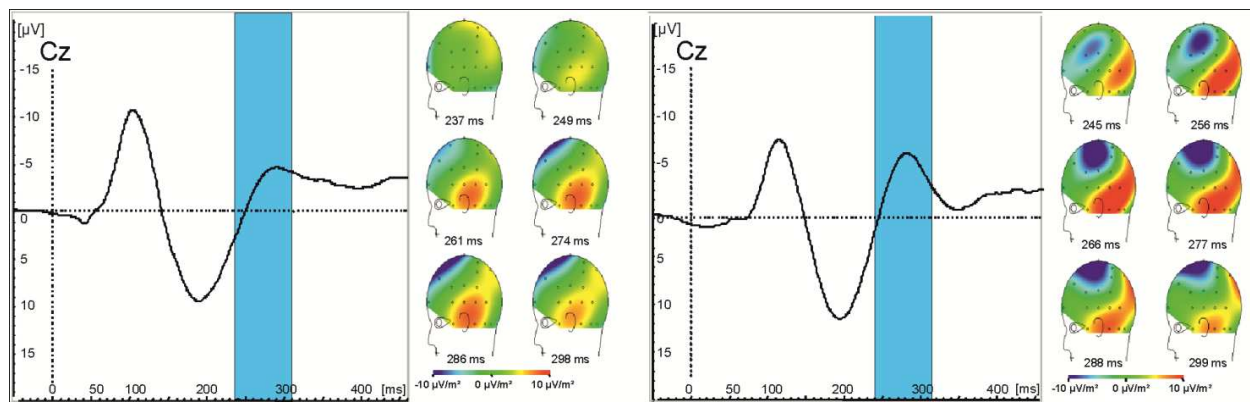 [µV]
Cz
-15
-10
-5
0
5
10
15
0 50 100 200 300 400 [ms]
237 ms 249 ms
261 ms 274 ms
286 ms 298 ms
-10 µV/m² 0 µV/m² 10 µV/m²
[µV]
Cz
-15
-10
-5
0
5
10
15
0 50 100 200 300 400 [ms]
245 ms 256 ms
266 ms 277 ms
288 ms 299 ms
-10 µV/m² 0 µV/m² 10 µV/m²